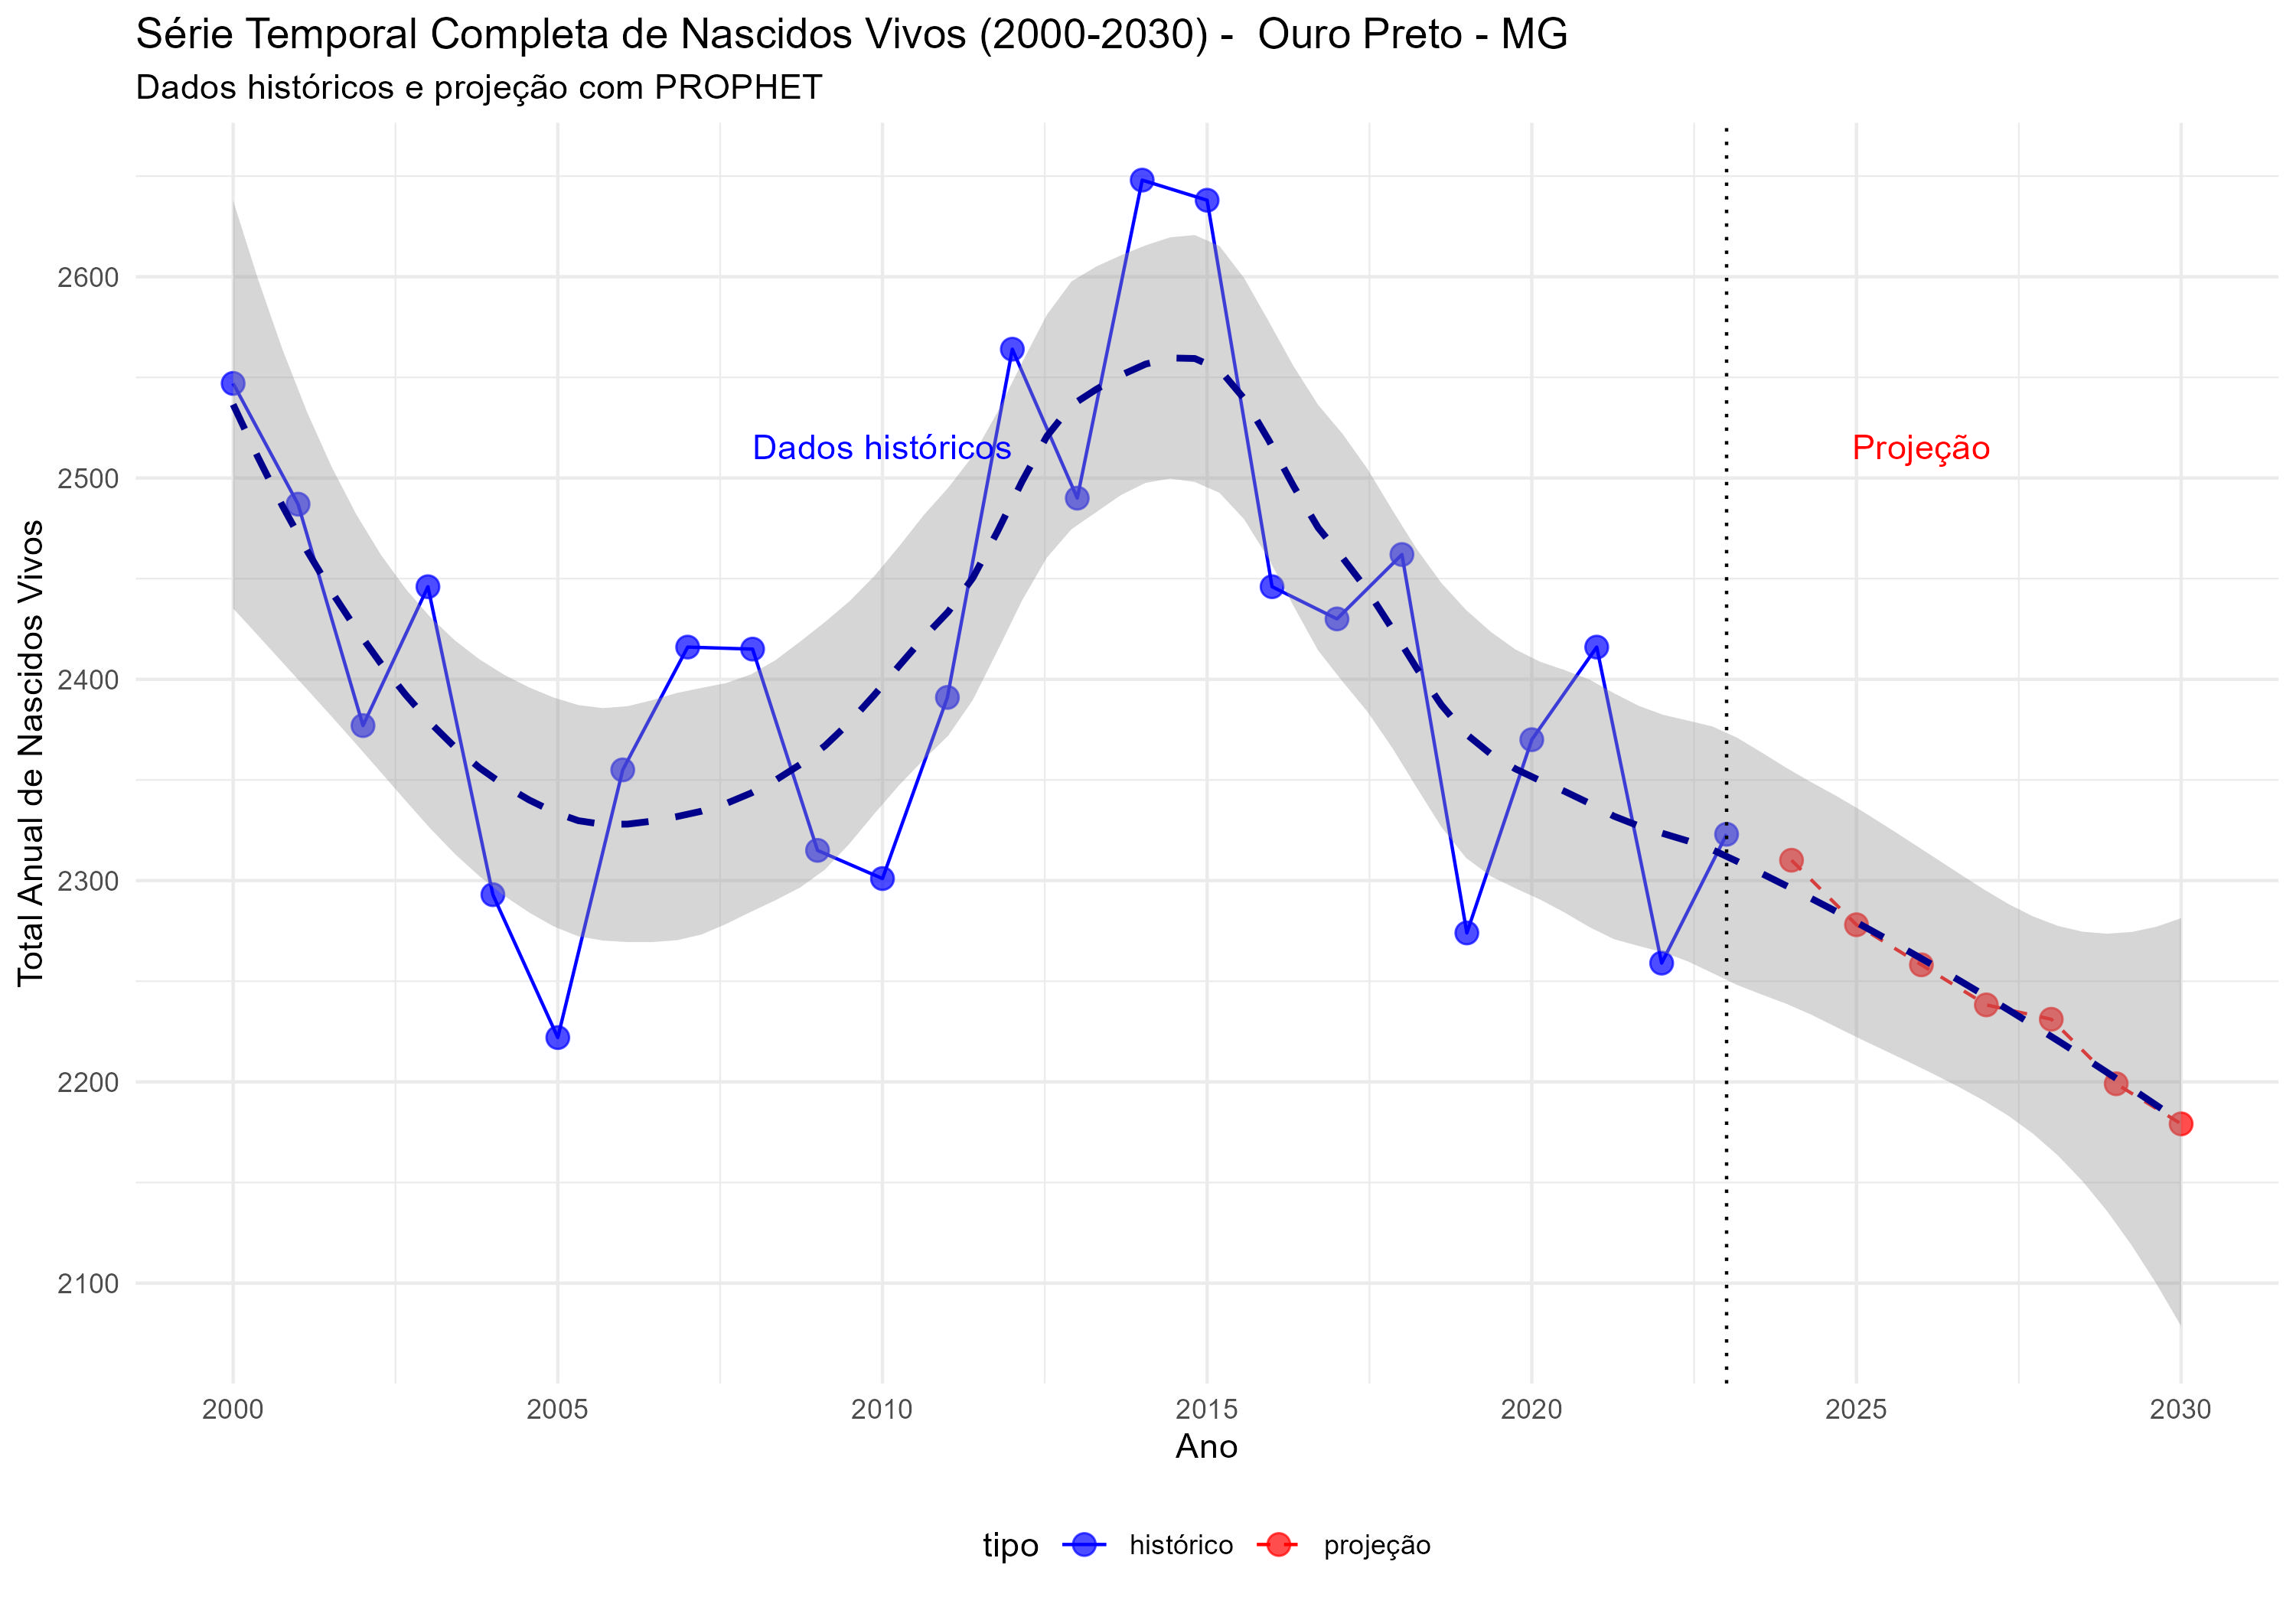 Série Temporal Completa de Nascidos Vivos (2000-2030) -  Ouro Preto - MG
Dados históricos e projeção com PROPHET
Total Anual de Nascidos Vivos
2600
2500
2400
2300
2200
2100
Dados históricos
Projeção
2000 2005 2010 2015 2020 2025 2030
Ano
tipo histórico projeção